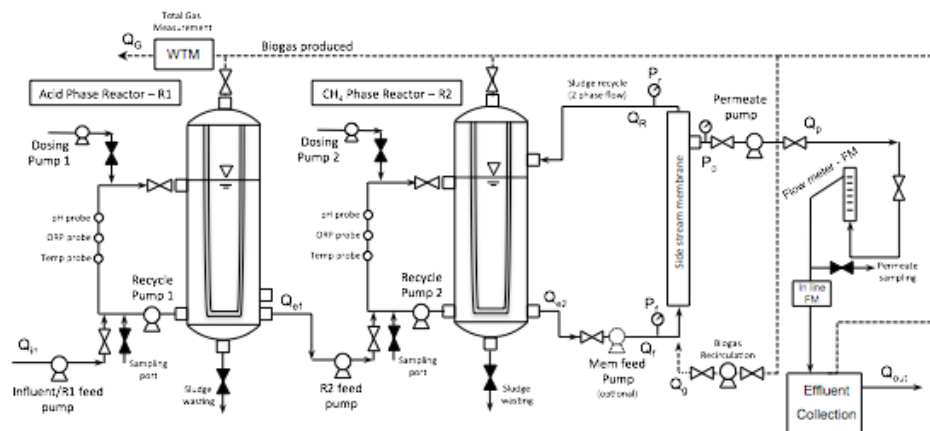 Total Gas
Measurement
Q_G
WTM
Biogas produced
Acid Phase Reactor – R1
CH₄ Phase Reactor – R2
Sludge recycle
(2 phase flow)
Q_R
P_r
Permeate
pump
Q_p
P_p
Dosing
Pump 1
Dosing
Pump 2
Flow meter - FM
Side stream membrane
pH probe
ORP probe
Temp probe
pH probe
ORP probe
Temp probe
Permeate
sampling
In line
FM
Recycle
Pump 1
Recycle
Pump 2
Q_e1
Q_e2
P_f
Q_f
Q_in
Sampling
port
Sampling
port
Influent/R1 feed
pump
R2 feed
pump
Mem feed
Pump
(optional)
Biogas
Recirculation
Q_g
Sludge
wasting
Sludge
wasting
Effluent
Collection
Q_out